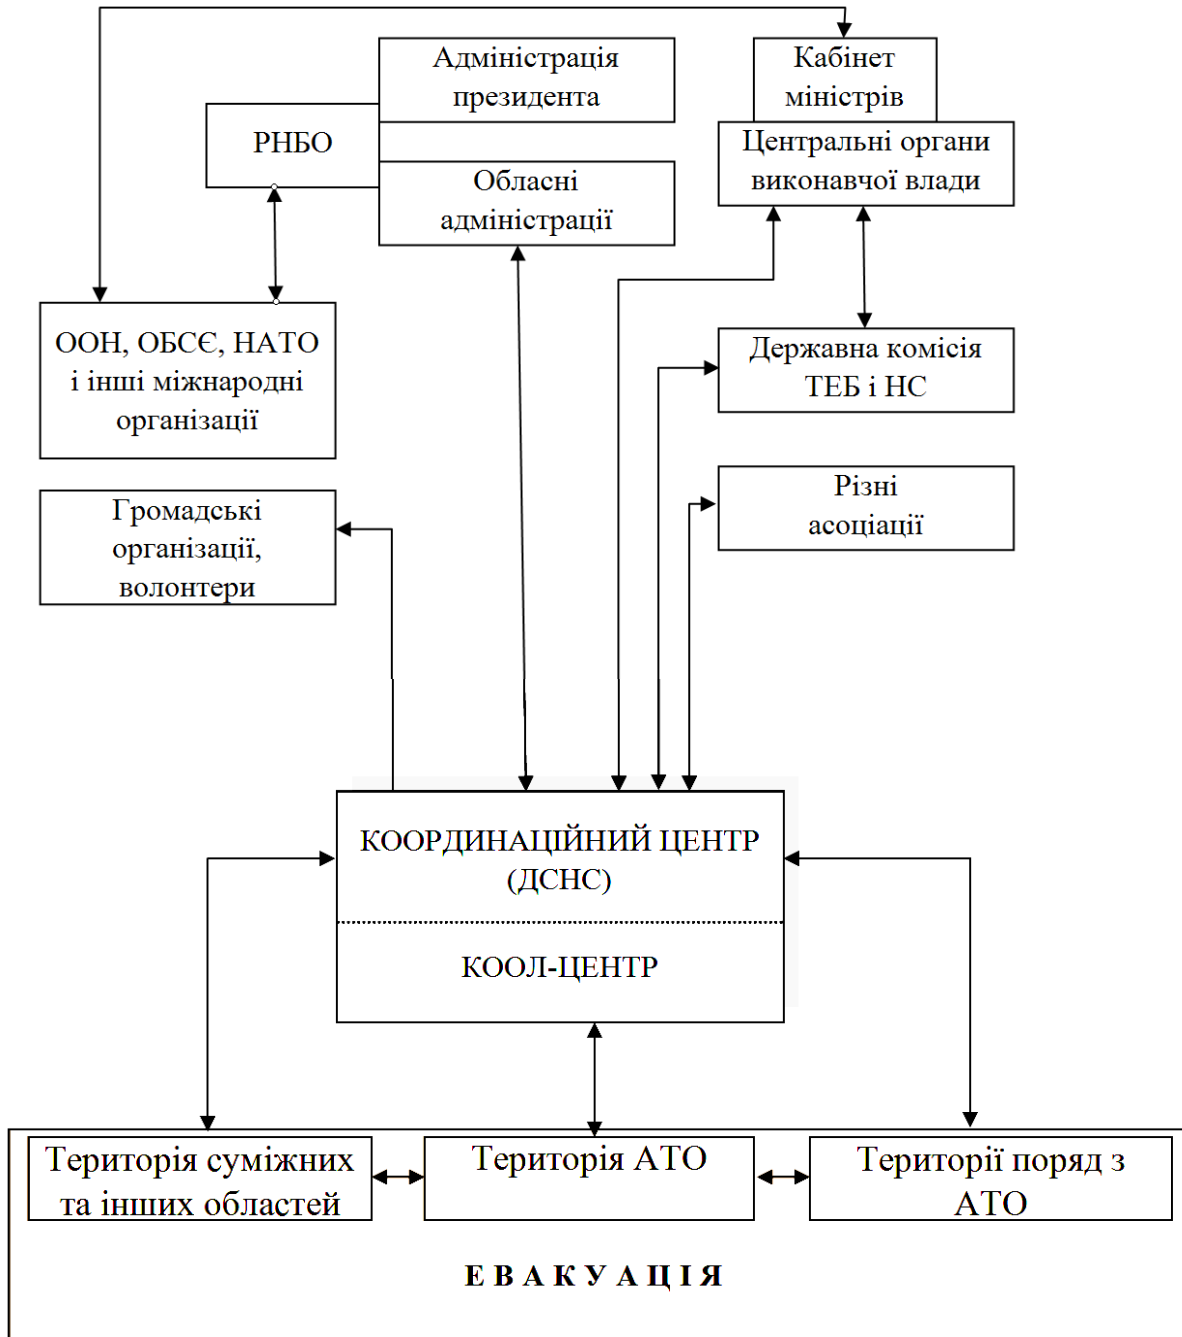 Адміністрація
президента
Кабінет
міністрів
РНБО
Центральні органи
виконавчої влади
Обласні
адміністрації
ООН, ОБСЄ, НАТО
і інші міжнародні
організації
Державна комісія
ТЕБ і НС
Громадські
організації,
волонтери
Різні
асоціації
КООРДИНАЦІЙНИЙ ЦЕНТР
(ДСНС)
КООЛ-ЦЕНТР
Територія суміжних
та інших областей
Територія АТО
Території поряд з
АТО
Е В А К У А Ц І Я